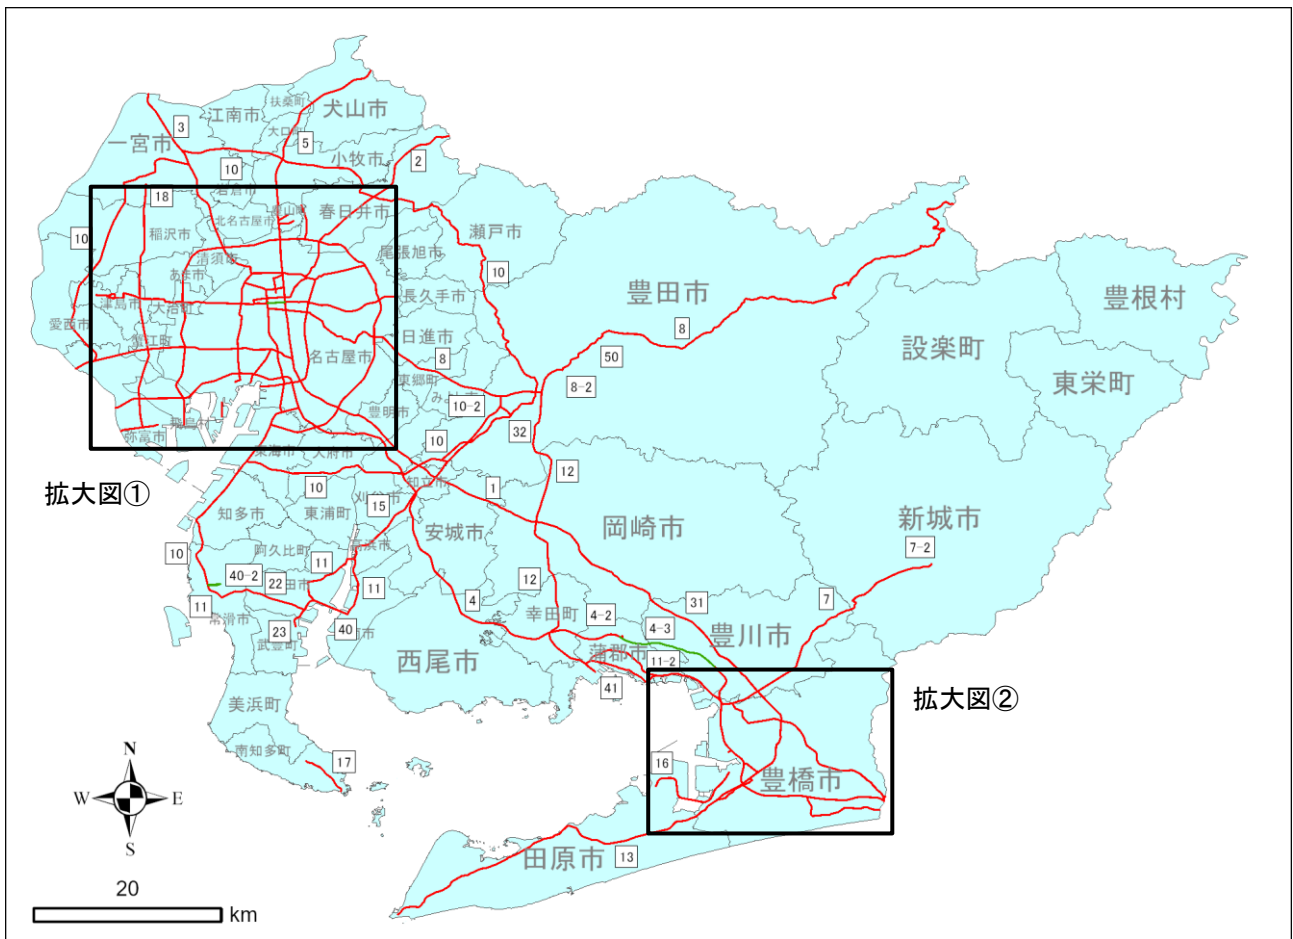 扶桑町
江南市
犬山市
3
大口町
一宮市
5
小牧市
2
10
岩倉市
18
豊山町
春日井市
北名古屋市
瀬戸市
稲沢市
10
尾張旭市
清須市
10
あま市
豊田市
長久手市
津島市
大治町
豊根村
愛西市
8
日進市
蟹江町
設楽町
名古屋市
50
8
東栄町
東郷町
8-2
10-2
豊明市
飛島村
32
弥富市
10
東海市
大府市
12
知立市
拡大図①
10
1
刈谷市
15
知多市
東浦町
新城市
岡崎市
安城市
高浜市
7-2
10
阿久比町
11
40-2
22
12
11
7
4
31
11
4-2
幸田町
常滑市
40
4-3
23
豊川市
武豊町
蒲郡市
西尾市
11-2
41
拡大図②
美浜町
南知多町
17
16
N
豊橋市
W
E
S
田原市
13
20
km